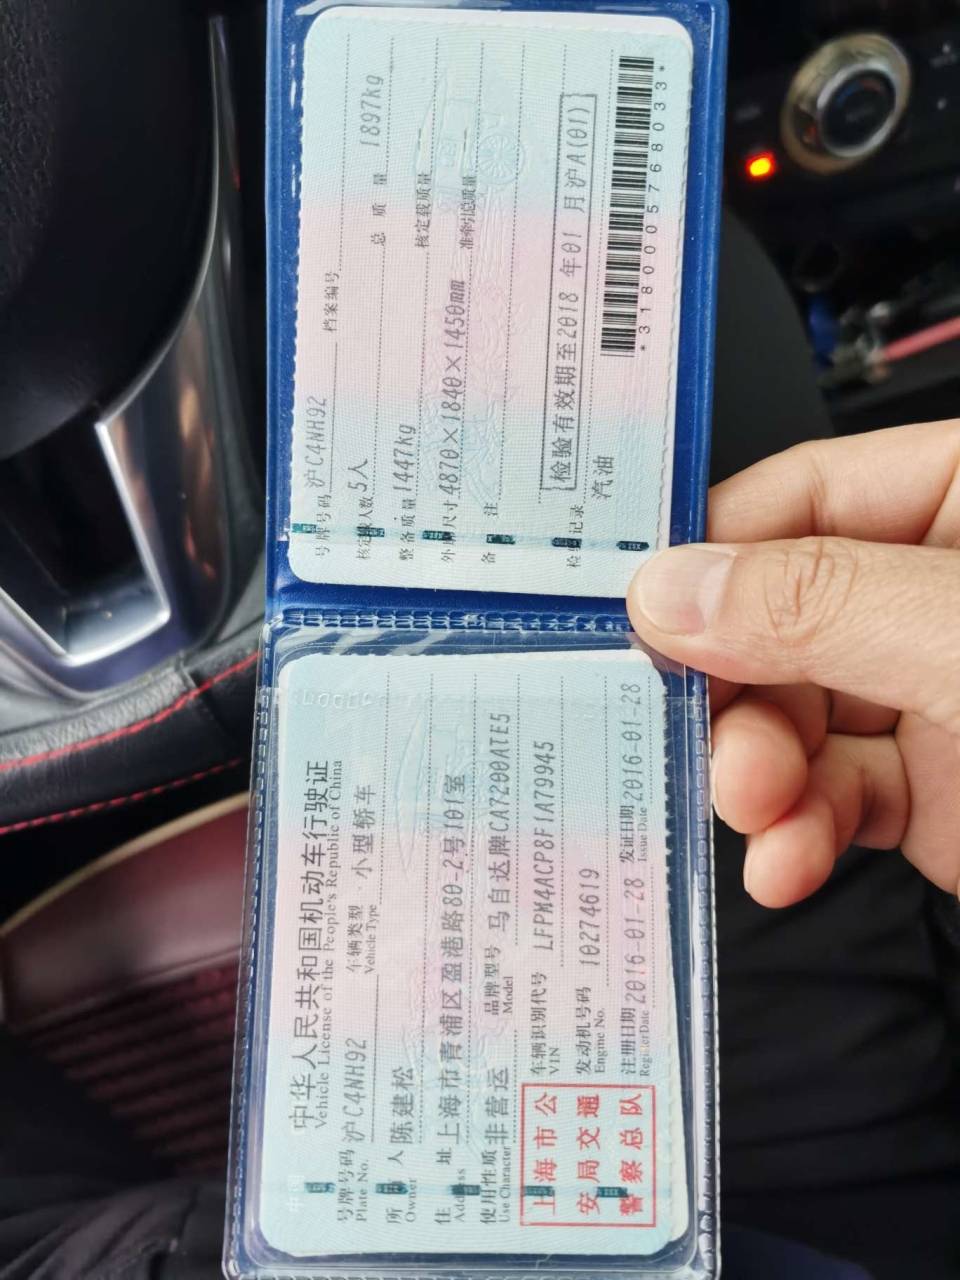 中华人民共和国机动车行驶证
Vehicle License of the People's Republic of China
号牌号码 沪C4NH92 车辆类型 小型轿车
Plate No. Vehicle Type
所 人 陈建松
Owner
住 址 上海市青浦区盈港路80-2号101室
Address
使用性质 非营运 品牌型号 马自达牌CA7200ATE5
Use Character Model
上海市公
安局交通
警察总队
车辆识别代号 LFPM4ACP8F1A79945
VIN
发动机号码 10274619
Engine No.
注册日期 2016-01-28 发证日期 2016-01-28
Register Date Issue Date
号牌号码 沪C4NH92 档案编号
核定载人数 5人 总质量 1897kg
整备质量 1447kg 核定载质量
外廓尺寸 4870×1840×1450mm 准牵引总质量
备 注
检验有效期至2018年01月沪A(01)
检验记录 汽油
*3180005768033*